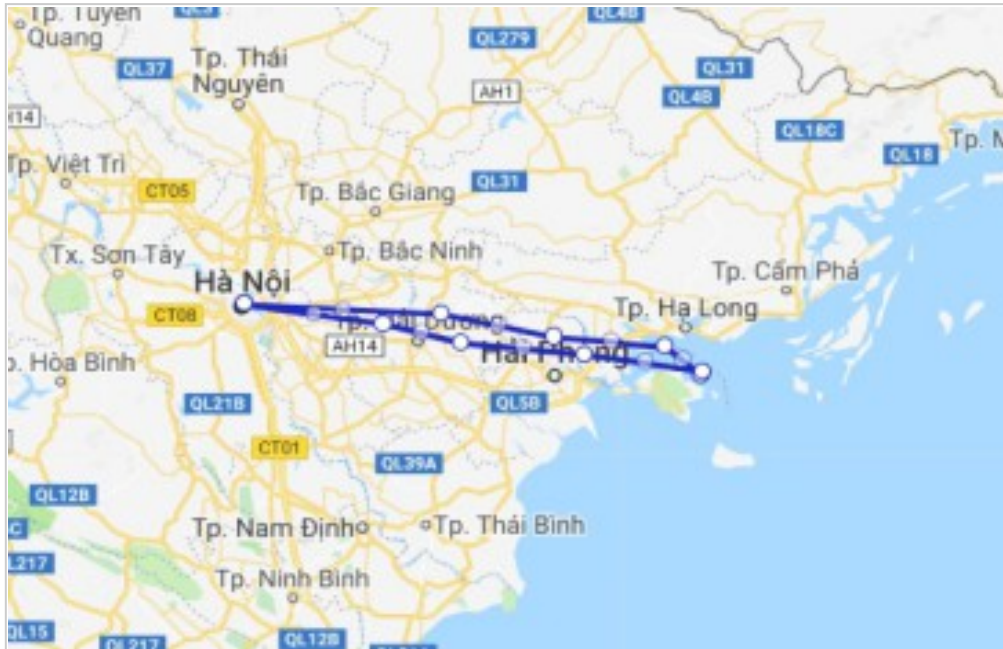 Tp. Tuyên
Quang
QL4B
QL279
QL31
QL37
Tp. Thái
Nguyên
AH1
QL4B
H14
QL18C
QL18
Tp. M
Tp. Việt Trì
CT05
QL31
Tp. Bắc Giang
Tp. Bắc Ninh
Tx. Sơn Tây
Hà Nội
Tp. Cẩm Phả
CT08
Tp. Hạ Long
AH14
Hải Phòng
p. Hòa Bình
QL21B
QL5B
CT01
QL39A
QL12B
Tp. Nam Định
Tp. Thái Bình
L217
Tp. Ninh Bình
QL15
QL217
QL12B